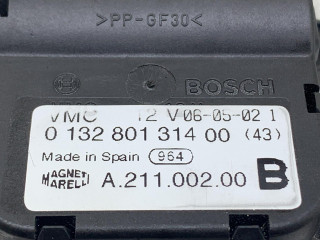 >PP-GF30<
BOSCH
VMC 12 V 06-05-02 1
0 132 801 314 00 (43)
Made in Spain 964
MAGNETI MARELLI A.211.002.00 B